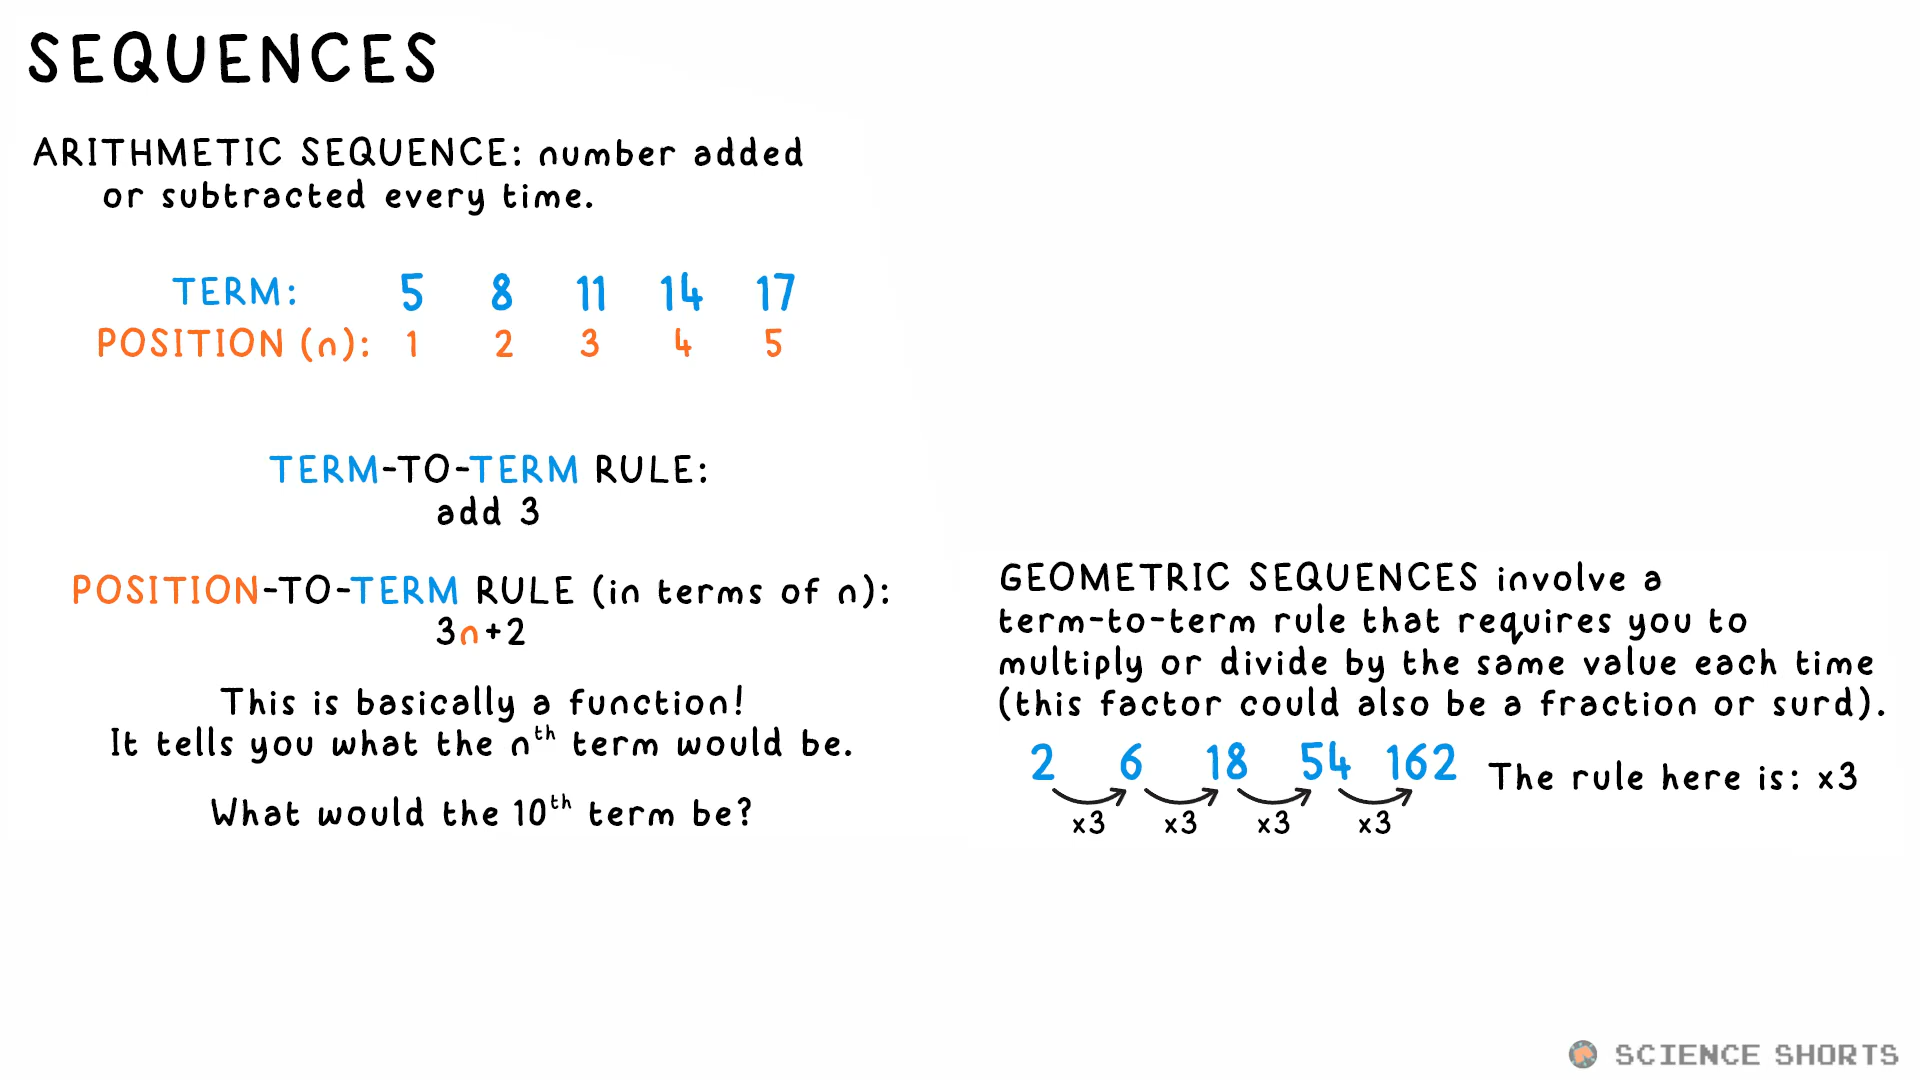 SEQUENCES
ARITHMETIC SEQUENCE: number added
or subtracted every time.
TERM: 5 8 11 14 17
POSITION (n): 1 2 3 4 5
TERM-TO-TERM RULE:
add 3
POSITION-TO-TERM RULE (in terms of n):
3n+2
This is basically a function!
It tells you what the nth term would be.
What would the 10th term be?
GEOMETRIC SEQUENCES involve a
term-to-term rule that requires you to
multiply or divide by the same value each time
(this factor could also be a fraction or surd).
2 6 18 54 162 The rule here is: x3
x3 x3 x3 x3
SCIENCE SHORTS